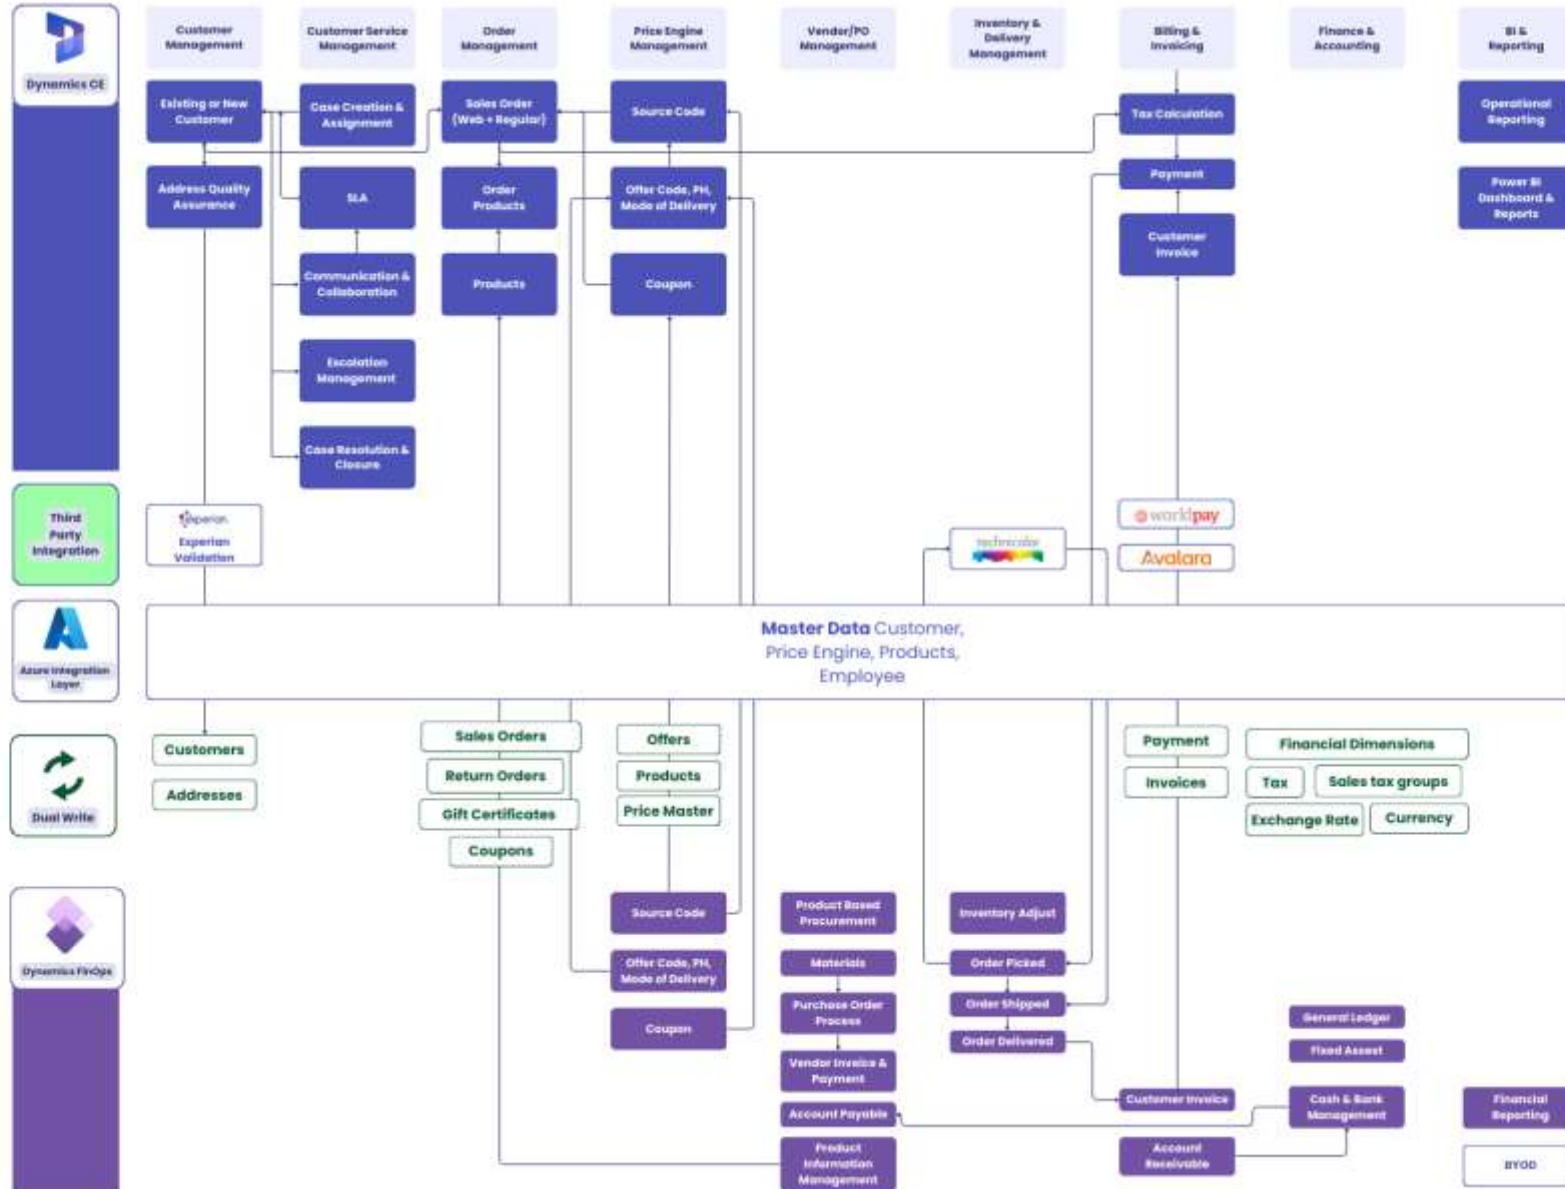 Dynamics CE
Customer
Management
Customer Service
Management
Order
Management
Price Engine
Management
Vendor/PO
Management
Inventory &
Delivery
Management
Billing &
Invoicing
Finance &
Accounting
BI &
Reporting
Existing or New
Customer
Case Creation &
Assignment
Sales Order
(Web + Regular)
Source Code
Tax Calculation
Operational
Reporting
Address Quality
Assurance
SLA
Order
Products
Offer Code, PH,
Mode of Delivery
Payment
Power BI
Dashboard &
Reports
Customer
Invoice
Communication &
Collaboration
Products
Coupon
Escalation
Management
Case Resolution &
Closure
Third
Party
Integration
experian.
Experian
Validation
technicolor
worldpay
Avalara
Azure Integration
Layer
Master Data Customer,
Price Engine, Products,
Employee
Dual Write
Customers
Addresses
Sales Orders
Return Orders
Gift Certificates
Coupons
Offers
Products
Price Master
Payment
Invoices
Financial Dimensions
Tax
Sales tax groups
Exchange Rate
Currency
Dynamics FinOps
Source Code
Offer Code, PH,
Mode of Delivery
Coupon
Product Based
Procurement
Materials
Purchase Order
Process
Vendor Invoice &
Payment
Account Payable
Product
Information
Management
Inventory Adjust
Order Picked
Order Shipped
Order Delivered
Customer Invoice
Account
Receivable
General Ledger
Fixed Assest
Cash & Bank
Management
Financial
Reporting
BYOD